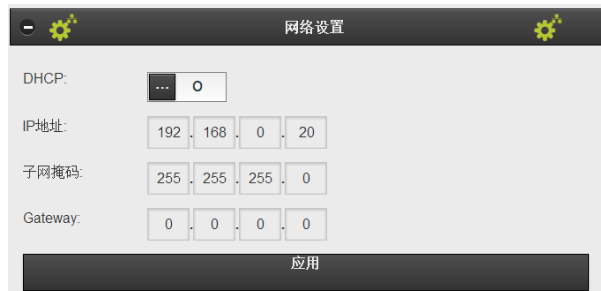 网络设置
DHCP: ... O
IP地址: 192 . 168 . 0 . 20
子网掩码: 255 . 255 . 255 . 0
Gateway: 0 . 0 . 0 . 0
应用